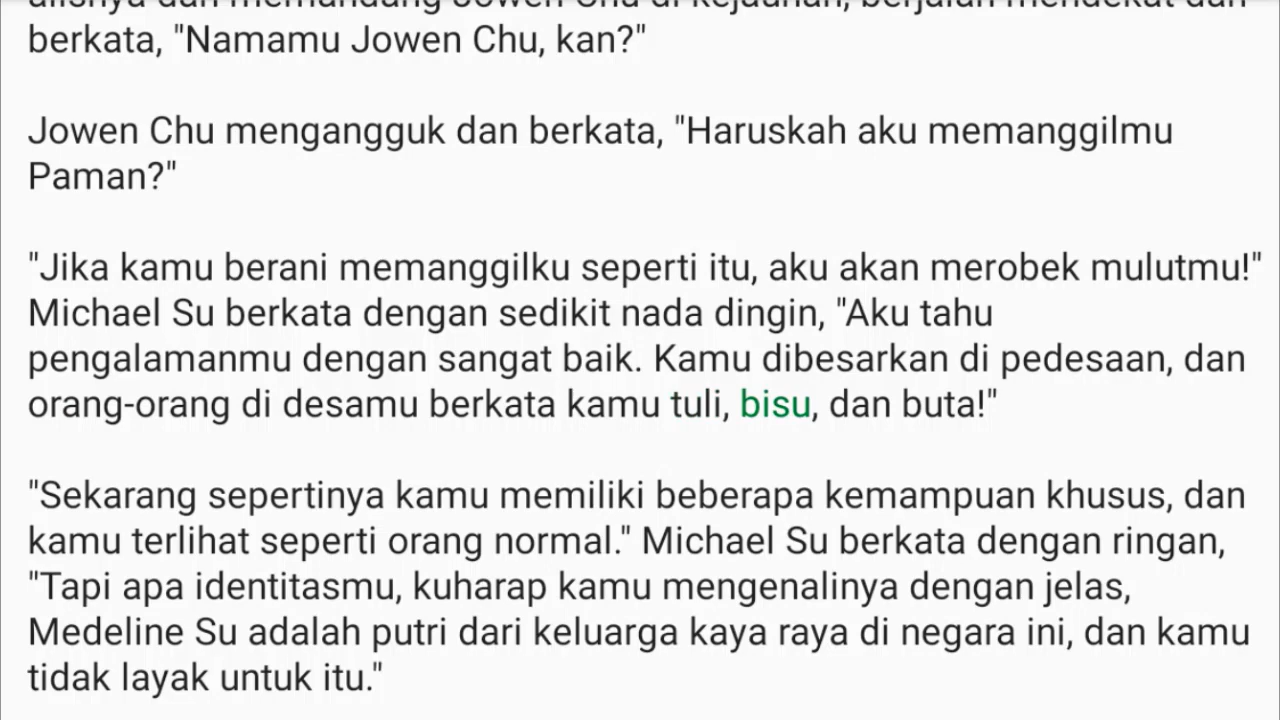 berkata, "Namamu Jowen Chu, kan?"
Jowen Chu mengangguk dan berkata, "Haruskah aku memanggilmu
Paman?"
"Jika kamu berani memanggilku seperti itu, aku akan merobek mulutmu!"
Michael Su berkata dengan sedikit nada dingin, "Aku tahu
pengalamanmu dengan sangat baik. Kamu dibesarkan di pedesaan, dan
orang-orang di desamu berkata kamu tuli, bisu, dan buta!"
"Sekarang sepertinya kamu memiliki beberapa kemampuan khusus, dan
kamu terlihat seperti orang normal." Michael Su berkata dengan ringan,
"Tapi apa identitasmu, kuharap kamu mengenalinya dengan jelas,
Medeline Su adalah putri dari keluarga kaya raya di negara ini, dan kamu
tidak layak untuk itu."